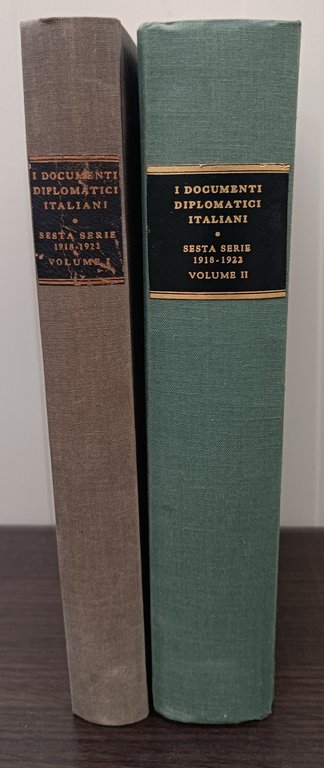 I DOCUMENTI
DIPLOMATICI
ITALIANI
•
SESTA SERIE
1918-1922
VOLUME I
I DOCUMENTI
DIPLOMATICI
ITALIANI
•
SESTA SERIE
1918-1922
VOLUME II